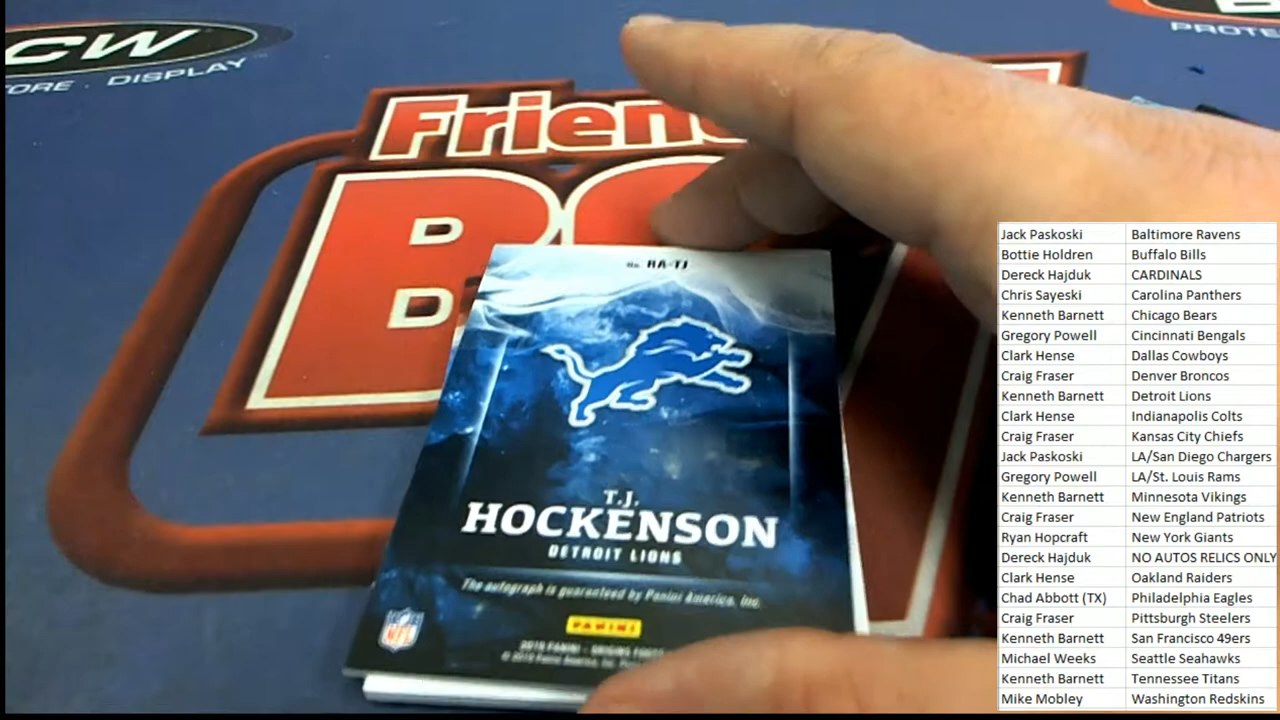 CW
ORE · DISPLAY
PROTE
Frien
B
No. RA-TJ
T.J.
HOCKENSON
DETROIT LIONS
The autograph is guaranteed by Panini America, Inc.
PANINI
NFL
Jack Paskoski Baltimore Ravens
Bottie Holdren Buffalo Bills
Dereck Hajduk CARDINALS
Chris Sayeski Carolina Panthers
Kenneth Barnett Chicago Bears
Gregory Powell Cincinnati Bengals
Clark Hense Dallas Cowboys
Craig Fraser Denver Broncos
Kenneth Barnett Detroit Lions
Clark Hense Indianapolis Colts
Craig Fraser Kansas City Chiefs
Jack Paskoski LA/San Diego Chargers
Gregory Powell LA/St. Louis Rams
Kenneth Barnett Minnesota Vikings
Craig Fraser New England Patriots
Ryan Hopcraft New York Giants
Dereck Hajduk NO AUTOS RELICS ONLY
Clark Hense Oakland Raiders
Chad Abbott (TX) Philadelphia Eagles
Craig Fraser Pittsburgh Steelers
Kenneth Barnett San Francisco 49ers
Michael Weeks Seattle Seahawks
Kenneth Barnett Tennessee Titans
Mike Mobley Washington Redskins